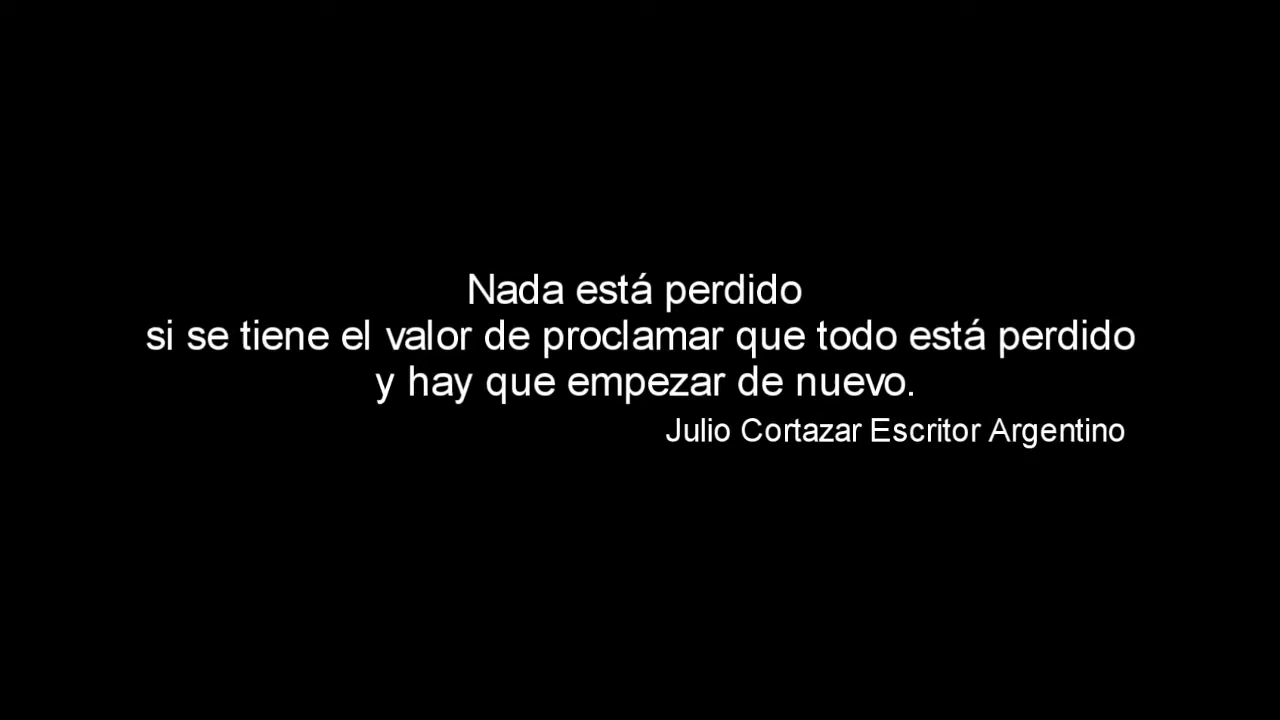 Nada está perdido
si se tiene el valor de proclamar que todo está perdido
y hay que empezar de nuevo.
Julio Cortazar Escritor Argentino